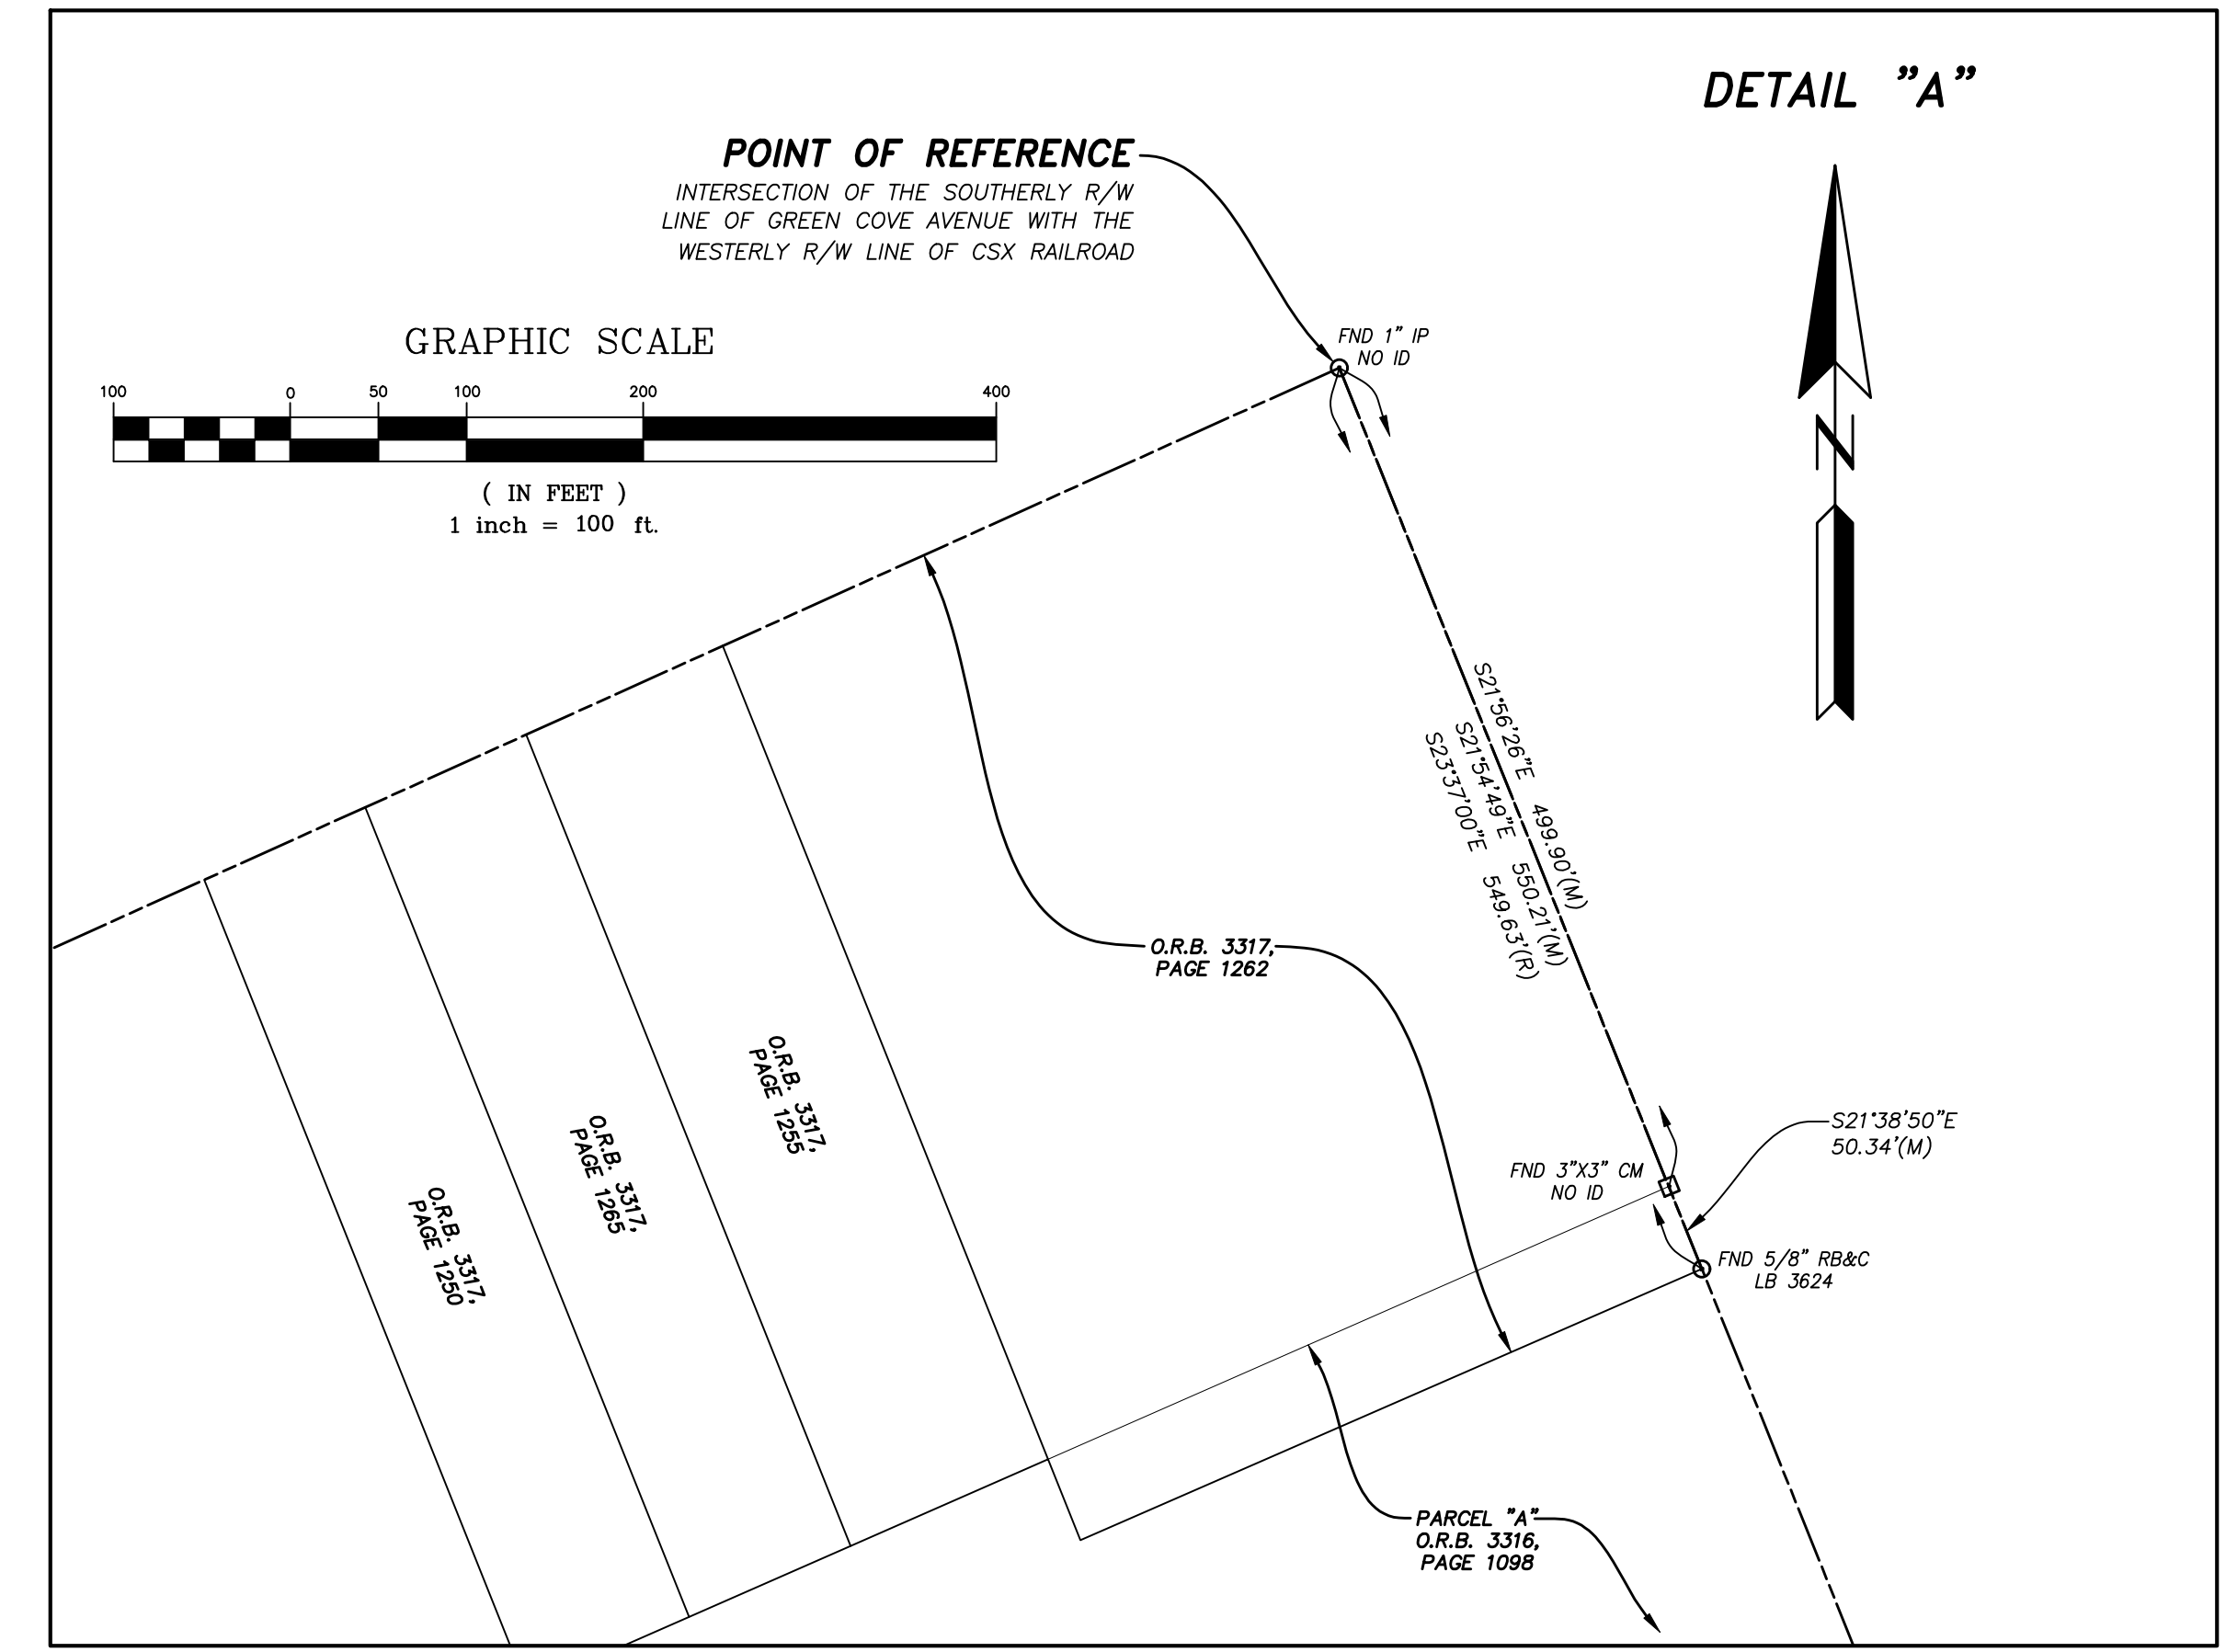 DETAIL "A"
POINT OF REFERENCE
INTERSECTION OF THE SOUTHERLY R/W
LINE OF GREEN COVE AVENUE WITH THE
WESTERLY R/W LINE OF CSX RAILROAD
GRAPHIC SCALE
100 0 50 100 200 400
( IN FEET )
1 inch = 100 ft.
FND 1" IP
NO ID
N
S21°56'26"E 499.90'(M)
S21°54'49"E 550.21'(M)
S23°37'00"E 549.63'(R)
O.R.B. 3317,
PAGE 1262
O.R.B. 3317,
PAGE 1255
O.R.B. 3317,
PAGE 1265
O.R.B. 3317,
PAGE 1250
S21°38'50"E
50.34'(M)
FND 3"X3" CM
NO ID
FND 5/8" RB&C
LB 3624
PARCEL "A"
O.R.B. 3316,
PAGE 1098